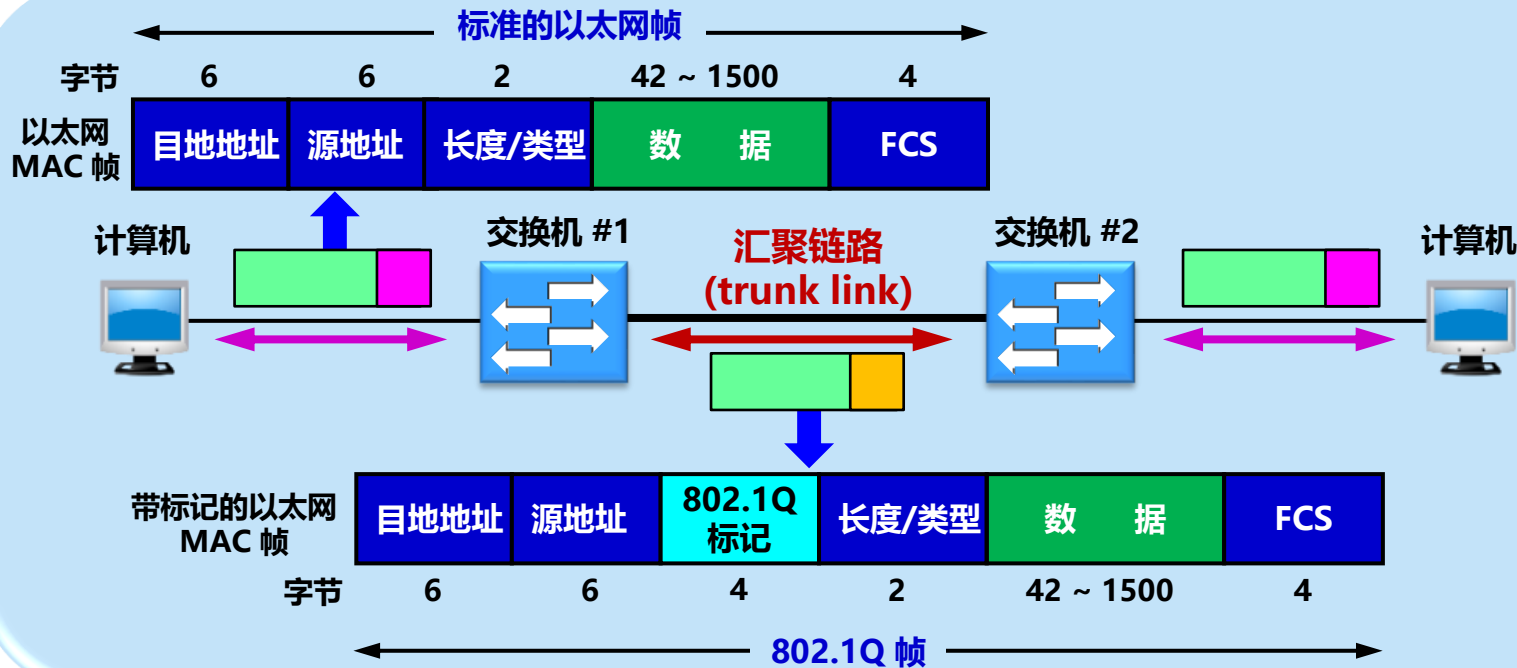 标准的以太网帧
字节 6 6 2 42 ~ 1500 4
以太网
MAC 帧
目地地址 源地址 长度/类型 数 据 FCS
计算机 交换机 #1 交换机 #2 计算机
汇聚链路
(trunk link)
带标记的以太网
MAC 帧
目地地址 源地址 802.1Q
标记 长度/类型 数 据 FCS
字节 6 6 4 2 42 ~ 1500 4
802.1Q 帧